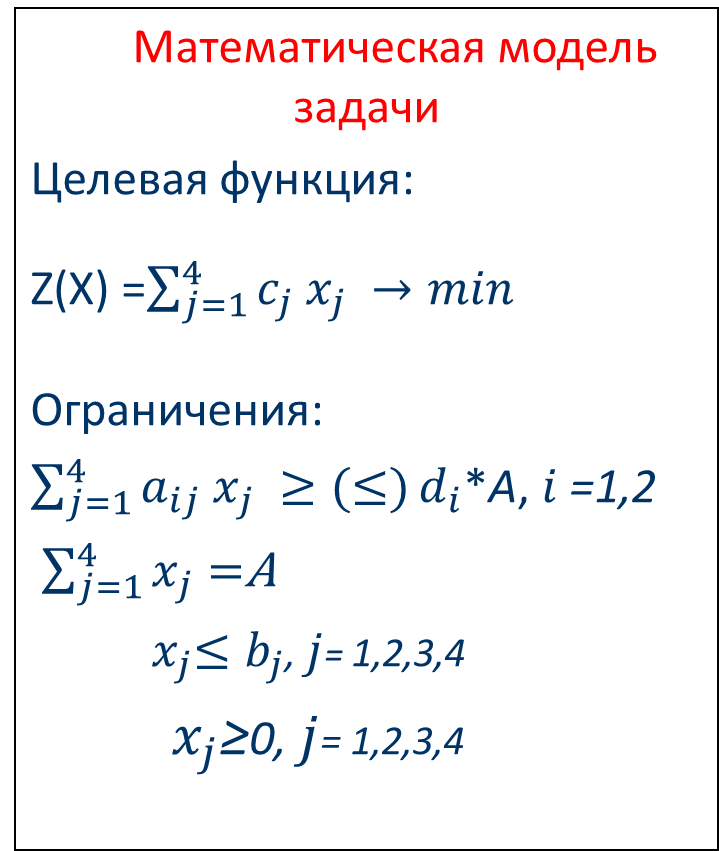 Математическая модель
задачи
Целевая функция:
Z(X) =∑_{j=1}^{4} c_j x_j → min
Ограничения:
∑_{j=1}^{4} a_{ij} x_j ≥ (≤) d_i*A, i =1,2
∑_{j=1}^{4} x_j =A
x_j≤ b_j, j= 1,2,3,4
x_j≥0, j= 1,2,3,4